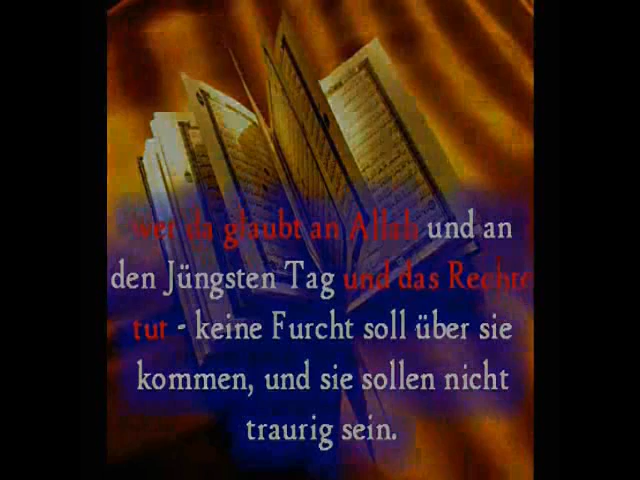 wer da glaubt an Allah und an
den Jüngsten Tag und das Rechte
tut - keine Furcht soll über sie
kommen, und sie sollen nicht
traurig sein.